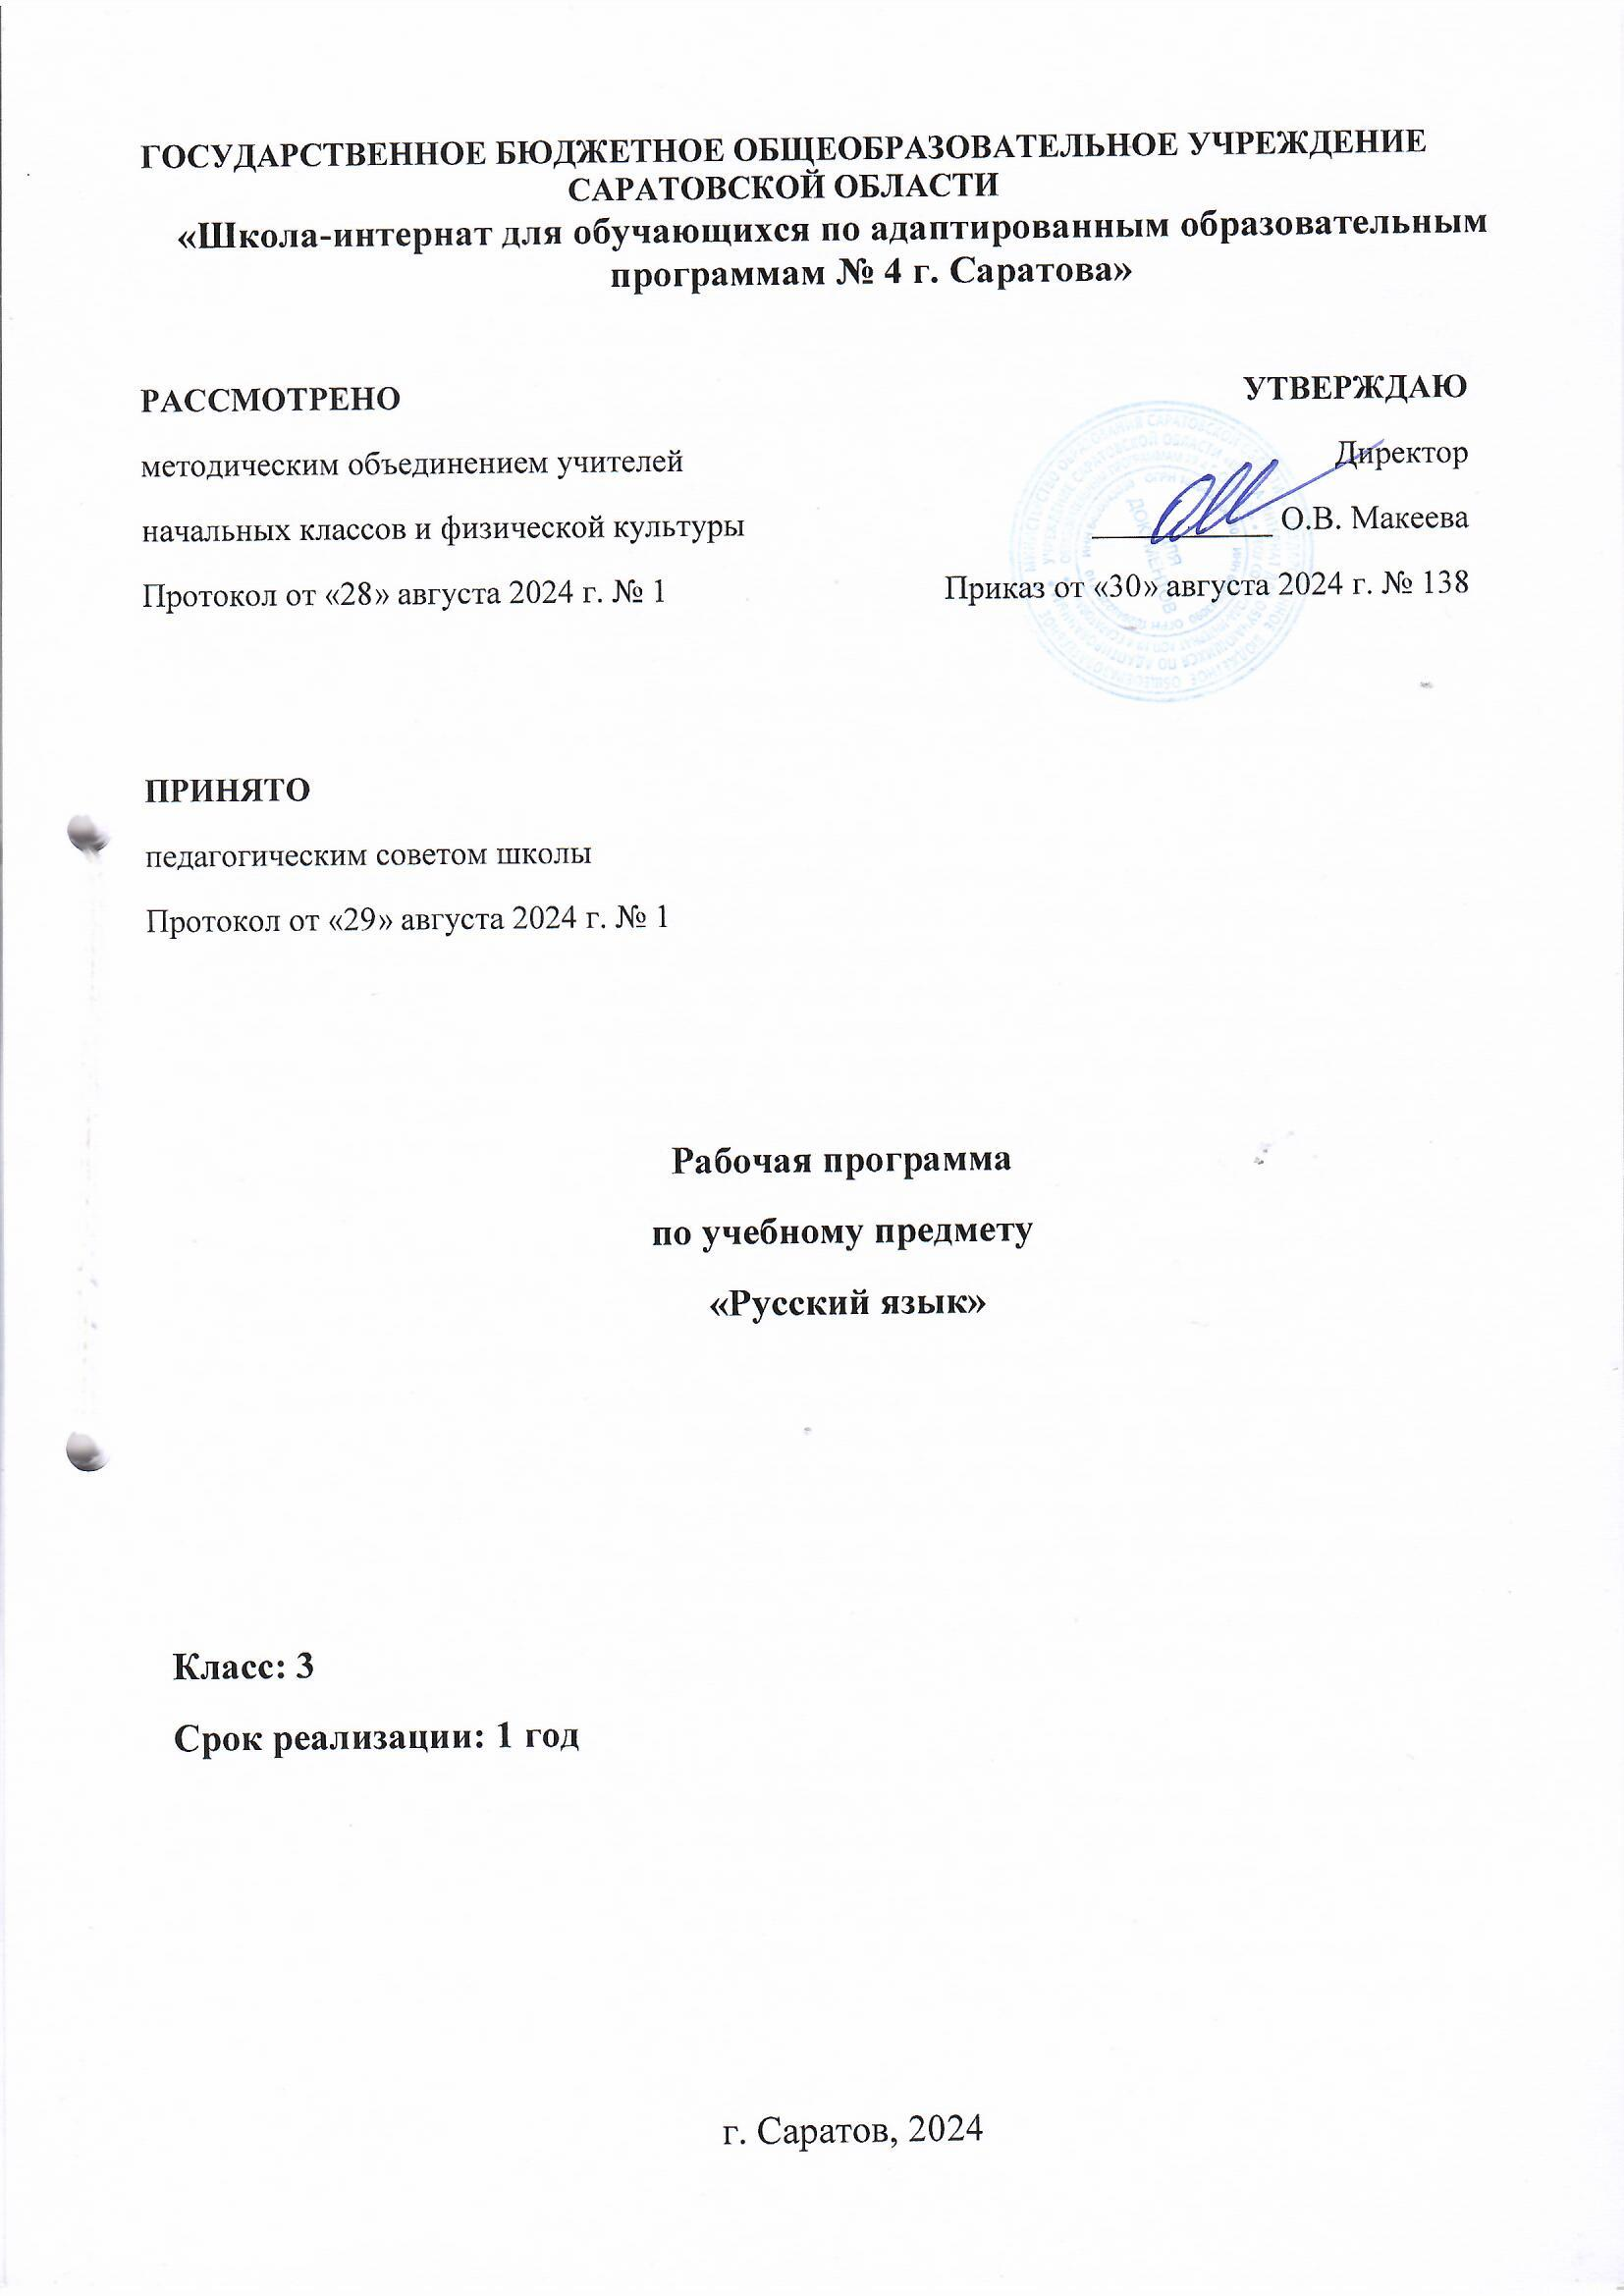 ГОСУДАРСТВЕННОЕ БЮДЖЕТНОЕ ОБЩЕОБРАЗОВАТЕЛЬНОЕ УЧРЕЖДЕНИЕ
САРАТОВСКОЙ ОБЛАСТИ
«Школа-интернат для обучающихся по адаптированным образовательным
программам № 4 г. Саратова»
РАССМОТРЕНО
методическим объединением учителей
начальных классов и физической культуры
Протокол от «28» августа 2024 г. № 1
УТВЕРЖДАЮ
Директор
О.В. Макеева
Приказ от «30» августа 2024 г. № 138
ДЛЯ
ДОКУМЕНТОВ
ПРИНЯТО
педагогическим советом школы
Протокол от «29» августа 2024 г. № 1
Рабочая программа
по учебному предмету
«Русский язык»
Класс: 3
Срок реализации: 1 год
г. Саратов, 2024